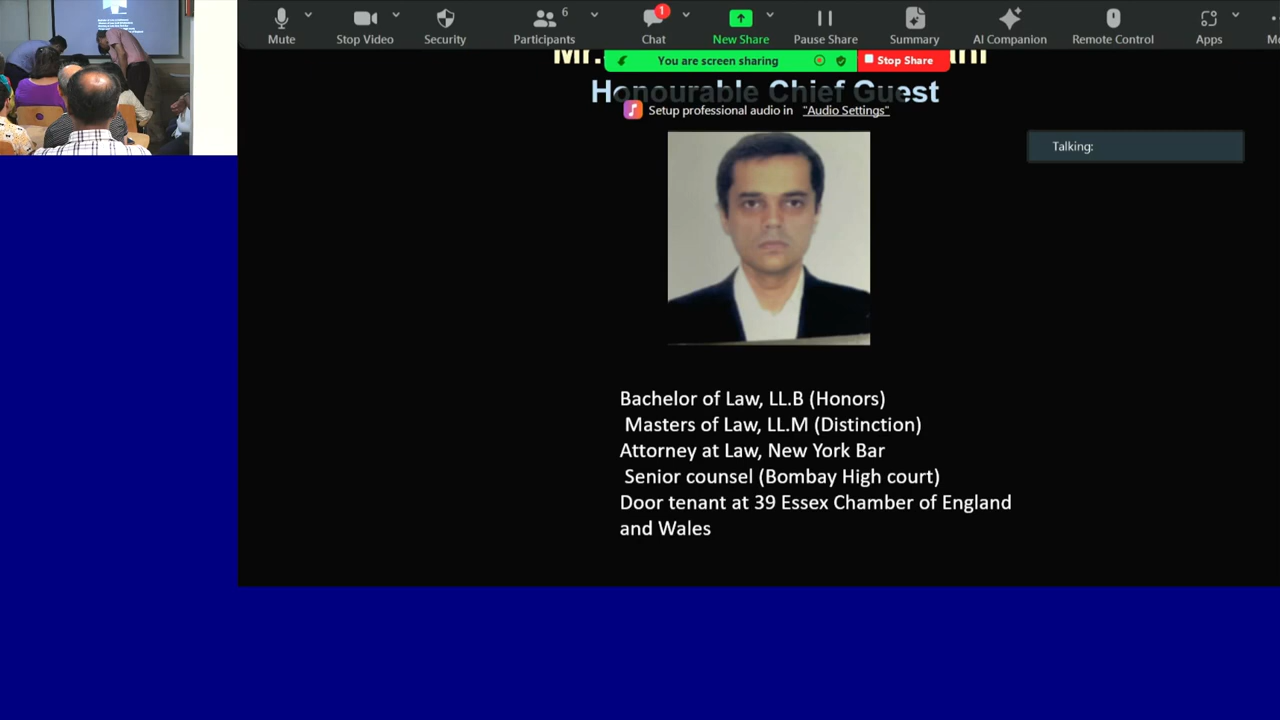 Mute
Stop Video
Security
6
Participants
1
Chat
New Share
Pause Share
Summary
AI Companion
Remote Control
Apps
Mr.
You are screen sharing
Stop Share
Honourable Chief Guest
Setup professional audio in "Audio Settings"
Talking:
Bachelor of Law, LL.B (Honors)
Masters of Law, LL.M (Distinction)
Attorney at Law, New York Bar
Senior counsel (Bombay High court)
Door tenant at 39 Essex Chamber of England
and Wales